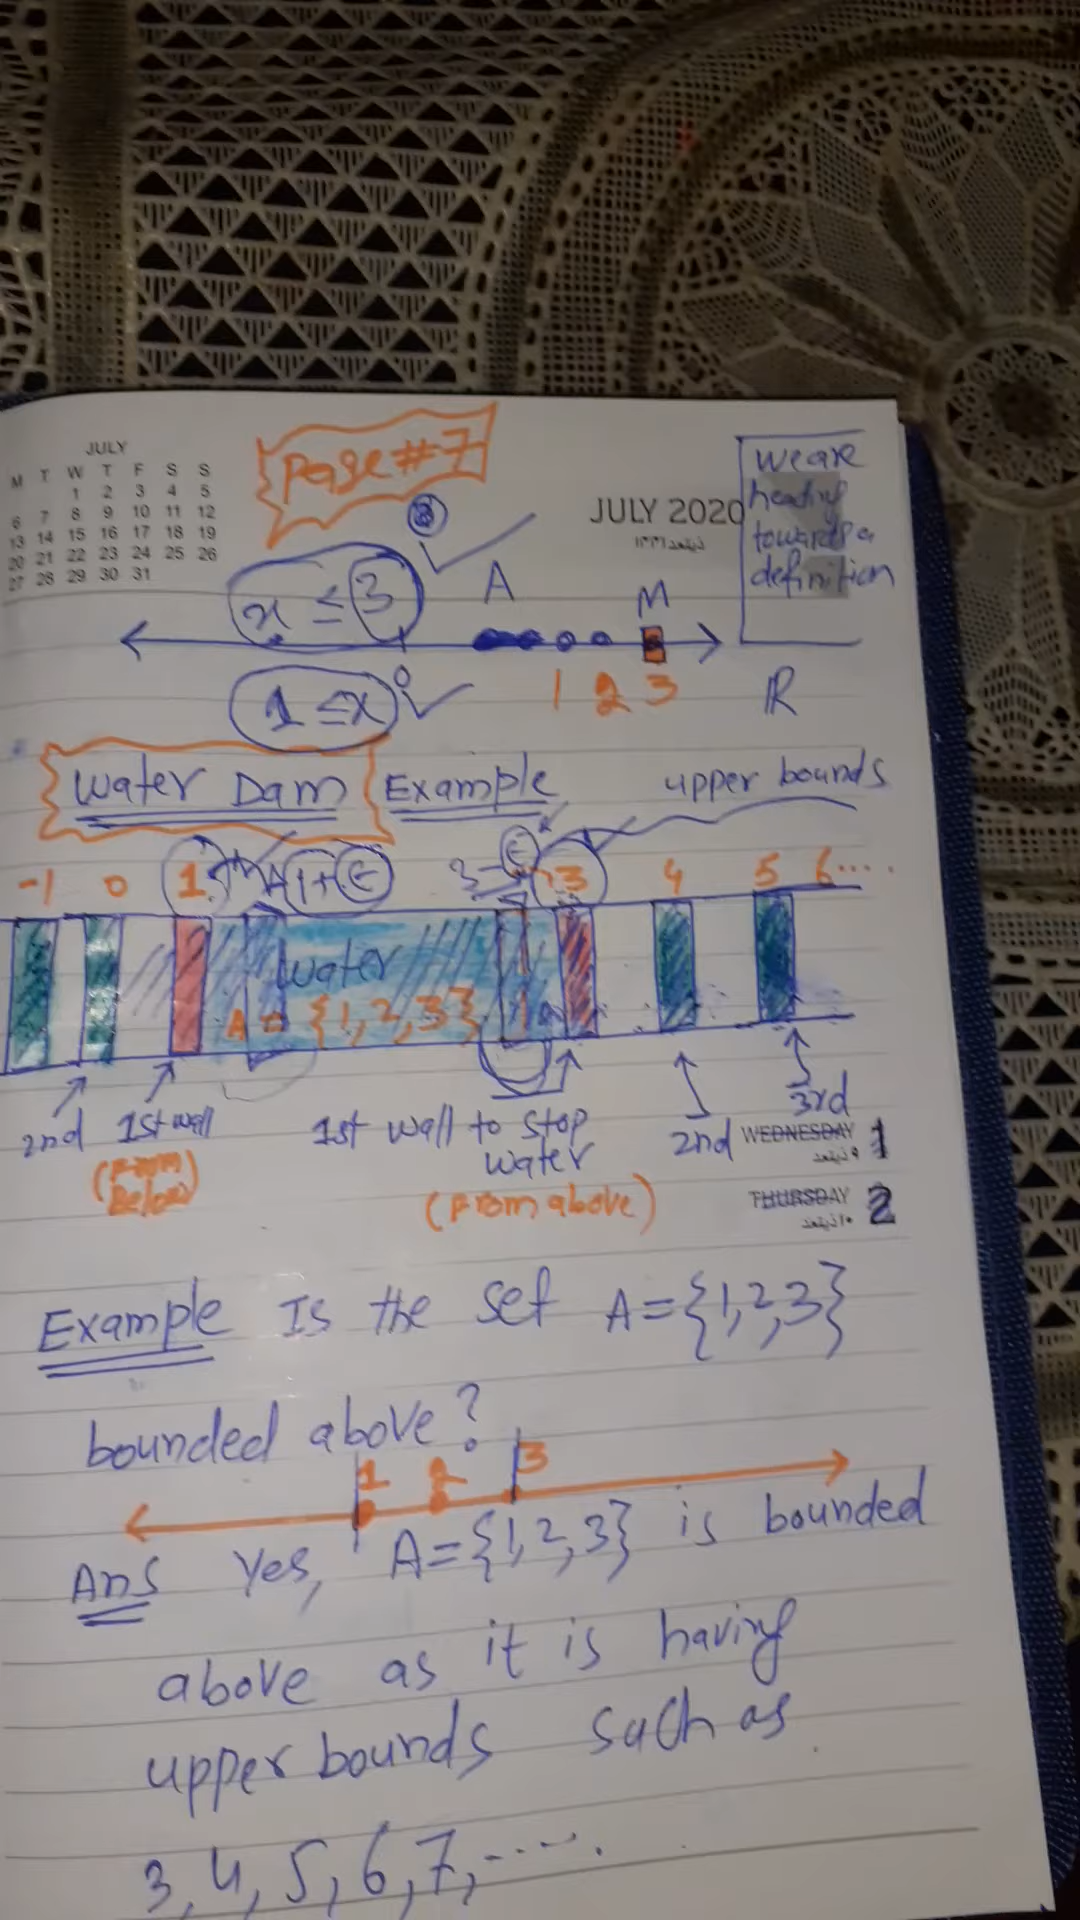 JULY
M T W T F S S
1 2 3 4 5
6 7 8 9 10 11 12
13 14 15 16 17 18 19
20 21 22 23 24 25 26
27 28 29 30 31
Page #7
JULY 2020
we are
heading
towards a
definition
x ≤ 3
A
M
0
1 2 3
R
1 ≤ x
Water Dam Example
upper bounds
-1 0 1 1+ϵ 3-ϵ 3 4 5 6....
Water
A = {1,2,3}
2nd 1st wall
(From
below)
1st wall to stop
water
(From above)
2nd
3rd
WEDNESDAY 1
THURSDAY 2
Example Is the set A={1,2,3}
bounded above?
1 2 3
Ans Yes, A={1,2,3} is bounded
above as it is having
upper bounds such as
3, 4, 5, 6, 7, .....